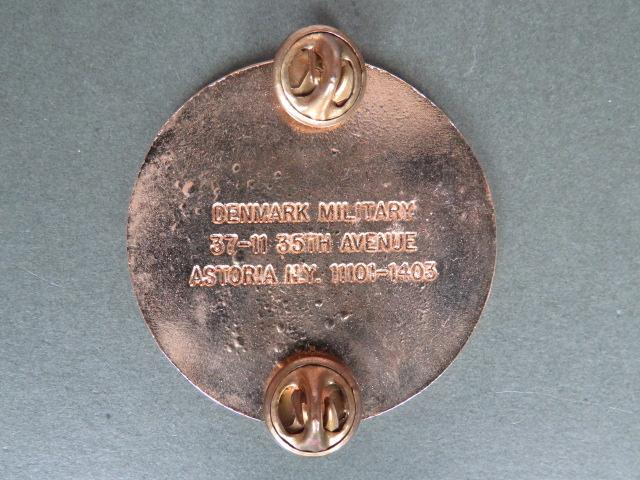 DENMARK MILITARY
37-11 35TH AVENUE
ASTORIA N.Y. 11101-1403